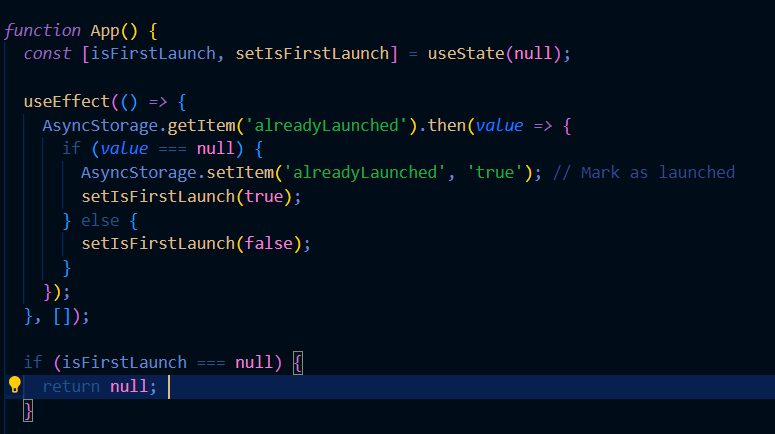 function App() {
  const [isFirstLaunch, setIsFirstLaunch] = useState(null);

  useEffect(() => {
    AsyncStorage.getItem('alreadyLaunched').then(value => {
      if (value === null) {
        AsyncStorage.setItem('alreadyLaunched', 'true'); // Mark as launched
        setIsFirstLaunch(true);
      } else {
        setIsFirstLaunch(false);
      }
    });
  }, []);

  if (isFirstLaunch === null) {
    return null;
  }